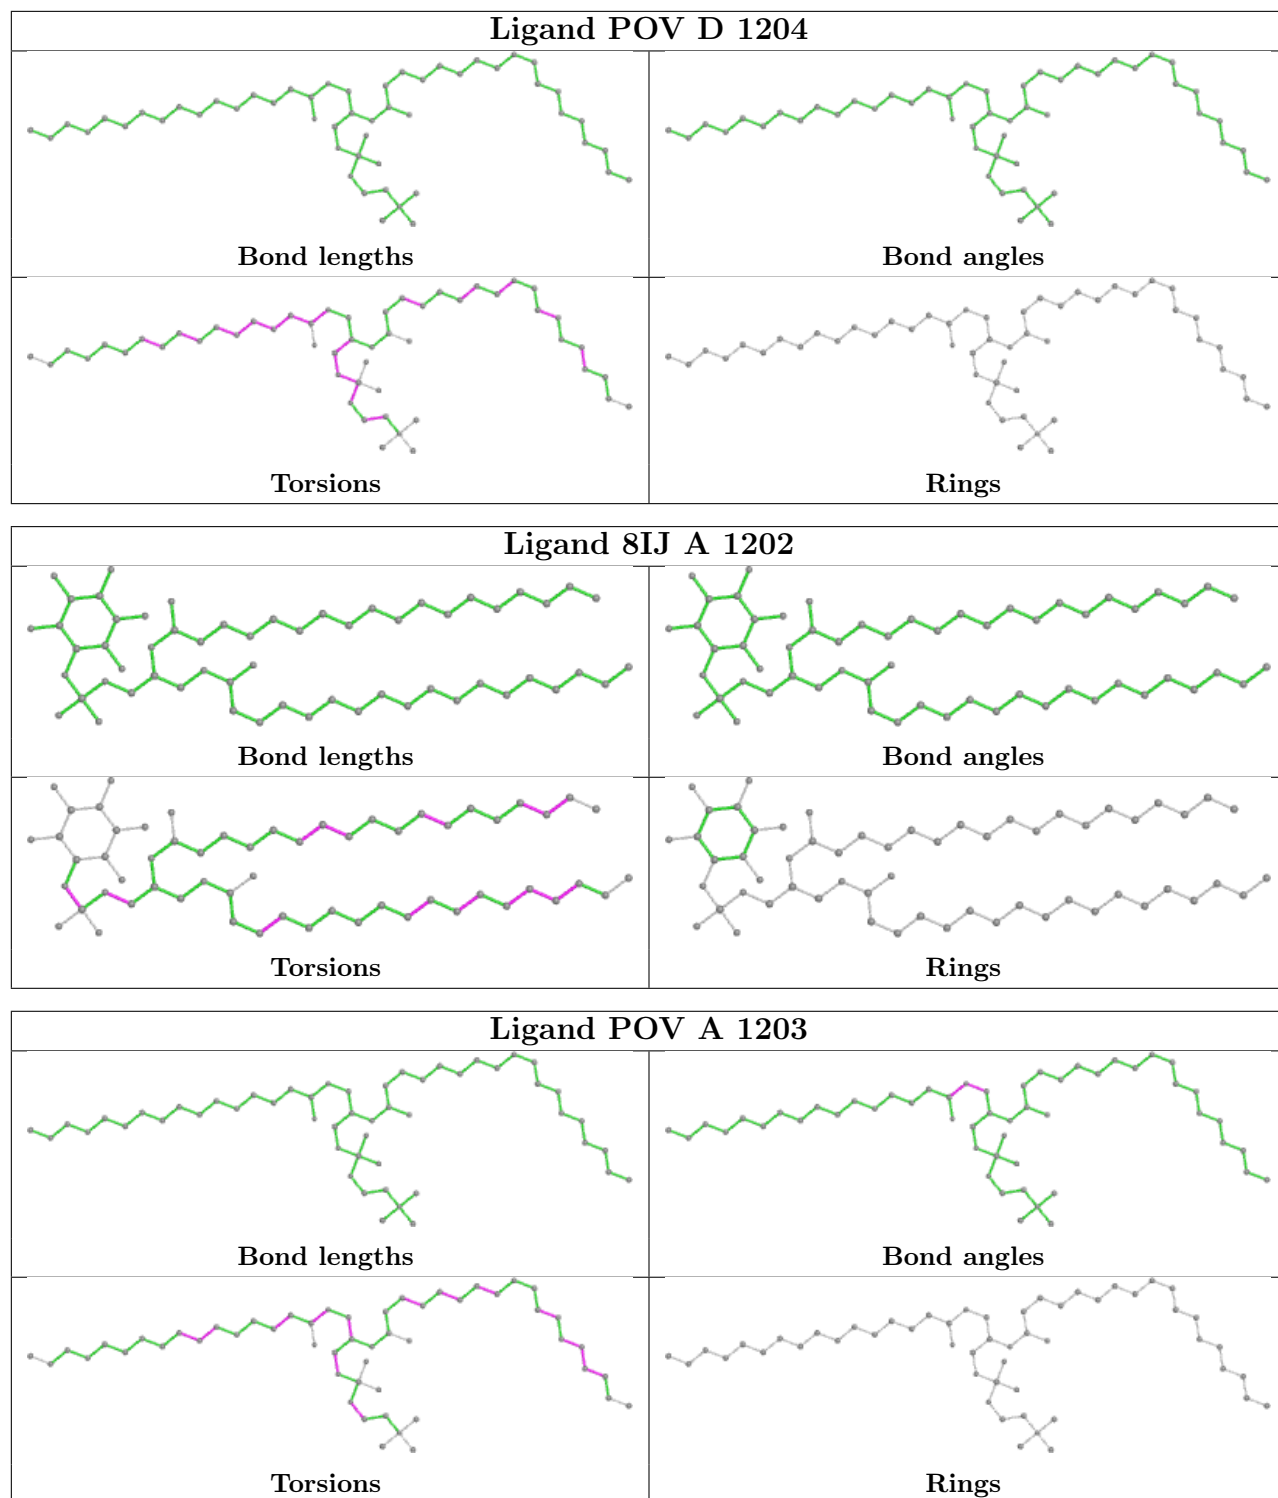 Ligand POV D 1204
Bond lengths
Bond angles
Torsions
Rings
Ligand 8IJ A 1202
Bond lengths
Bond angles
Torsions
Rings
Ligand POV A 1203
Bond lengths
Bond angles
Torsions
Rings